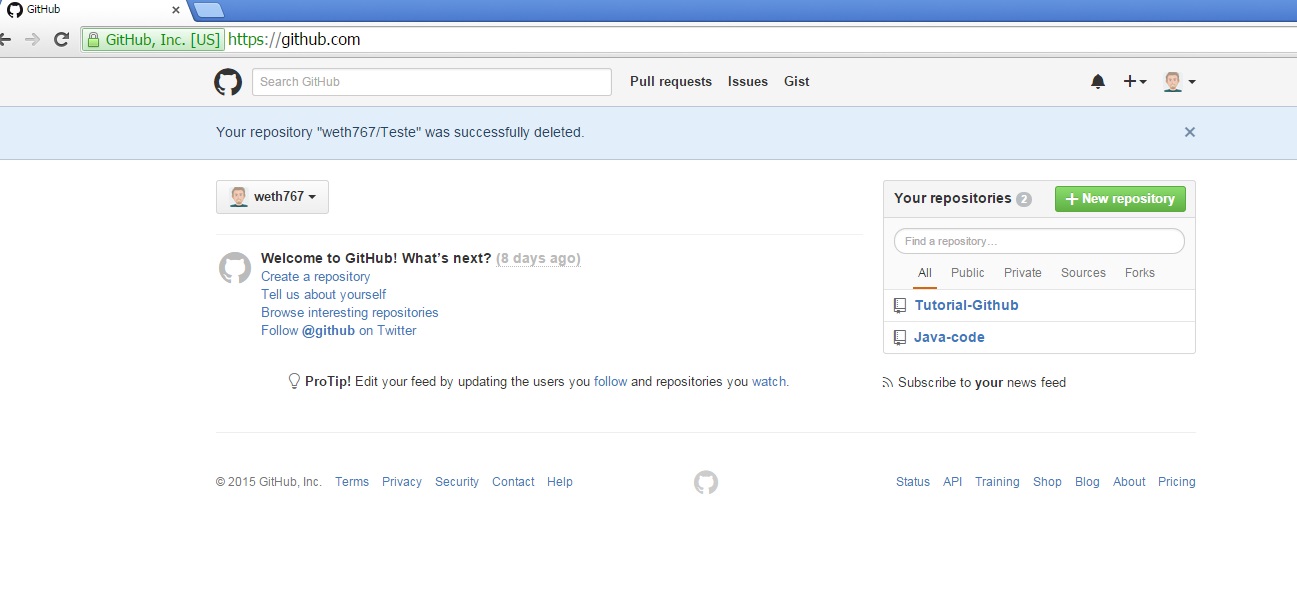 GitHub
GitHub, Inc. [US] https://github.com
Search GitHub Pull requests Issues Gist
Your repository "weth767/Teste" was successfully deleted.
weth767
Welcome to GitHub! What's next? (8 days ago)
Create a repository
Tell us about yourself
Browse interesting repositories
Follow @github on Twitter
ProTip! Edit your feed by updating the users you follow and repositories you watch.
Your repositories 2 New repository
Find a repository…
All Public Private Sources Forks
Tutorial-Github
Java-code
Subscribe to your news feed
© 2015 GitHub, Inc. Terms Privacy Security Contact Help
Status API Training Shop Blog About Pricing